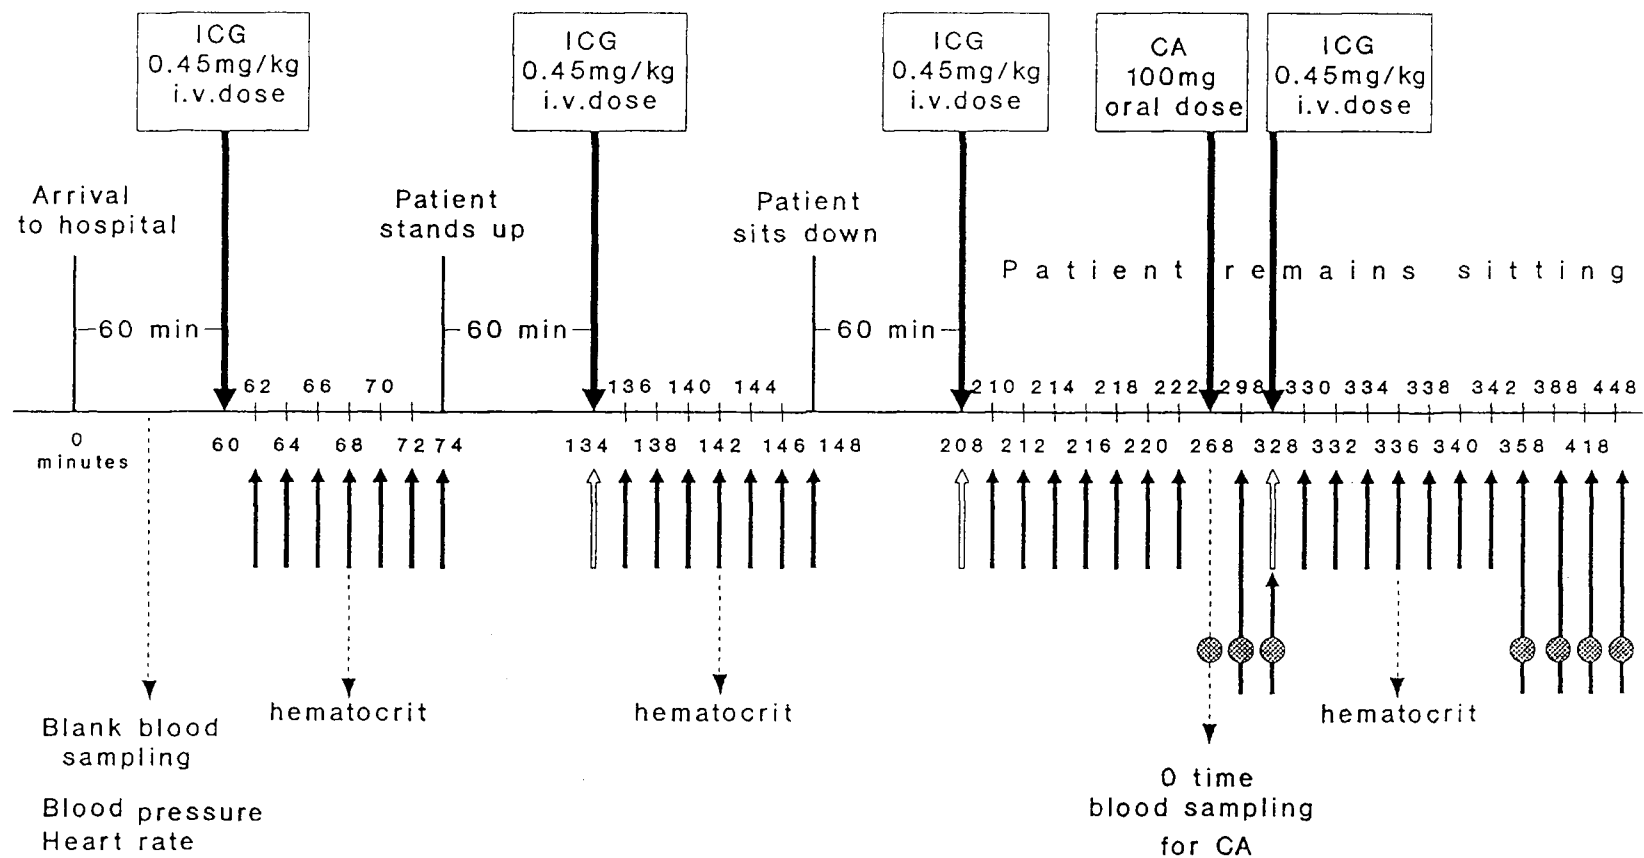 ICG
0.45mg/kg
i.v.dose
ICG
0.45mg/kg
i.v.dose
ICG
0.45mg/kg
i.v.dose
CA
100mg
oral dose
ICG
0.45mg/kg
i.v.dose
Arrival
to hospital
Patient
stands up
Patient
sits down
Patient remains sitting
60 min
60 min
60 min
62 66 70 136 140 144 210 214 218 222 298 330 334 338 342 388 448
0 60 64 68 72 74 134 138 142 146 148 208 212 216 220 268 328 332 336 340 358 418
minutes
hematocrit
hematocrit
hematocrit
Blank blood
sampling
Blood pressure
Heart rate
0 time
blood sampling
for CA